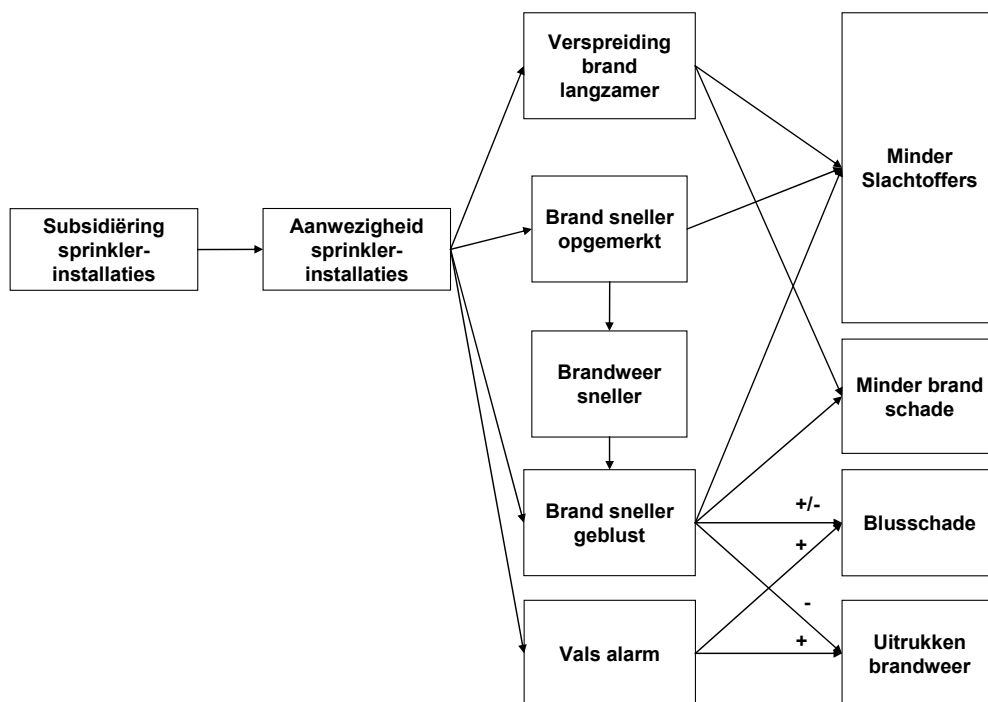 Verspreiding
brand
langzamer
Minder
Slachtoffers
Subsidiëring
sprinkler-
installaties
Aanwezigheid
sprinkler-
installaties
Brand sneller
opgemerkt
Brandweer
sneller
Minder brand
schade
Brand sneller
geblust
+/-
+
Blusschade
-
+
Vals alarm
Uitrukken
brandweer